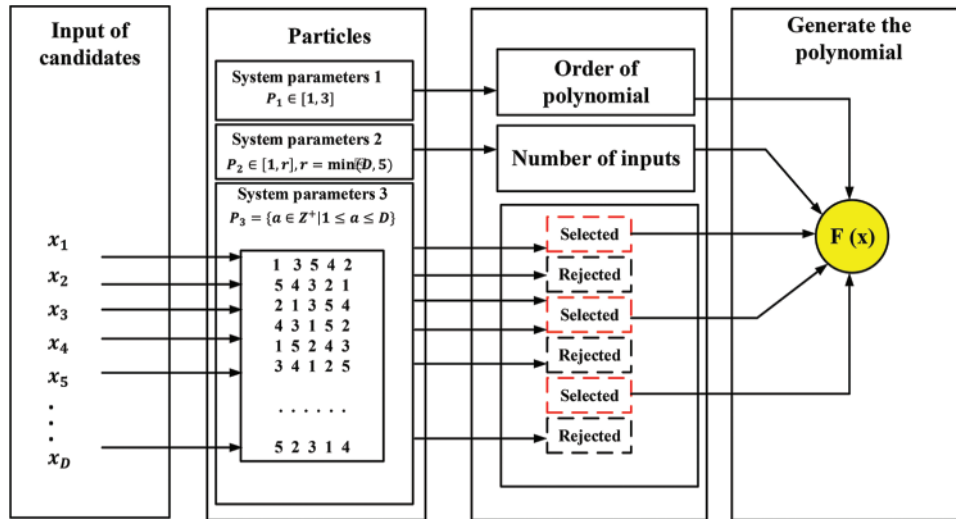 Input of
candidates
x₁
x₂
x₃
x₄
x₅
.
.
.
.
x_D
Particles
System parameters 1
P₁ ∈ [1, 3]
System parameters 2
P₂ ∈ [1, r], r = min(D, 5)
System parameters 3
P₃ = {a ∈ Z⁺|1 ≤ a ≤ D}
1 3 5 4 2
5 4 3 2 1
2 1 3 5 4
4 3 1 5 2
1 5 2 4 3
3 4 1 2 5
. . . . . .
5 2 3 1 4
Order of
polynomial
Number of inputs
Selected
Rejected
Selected
Rejected
Selected
Rejected
Generate the
polynomial
F (x)